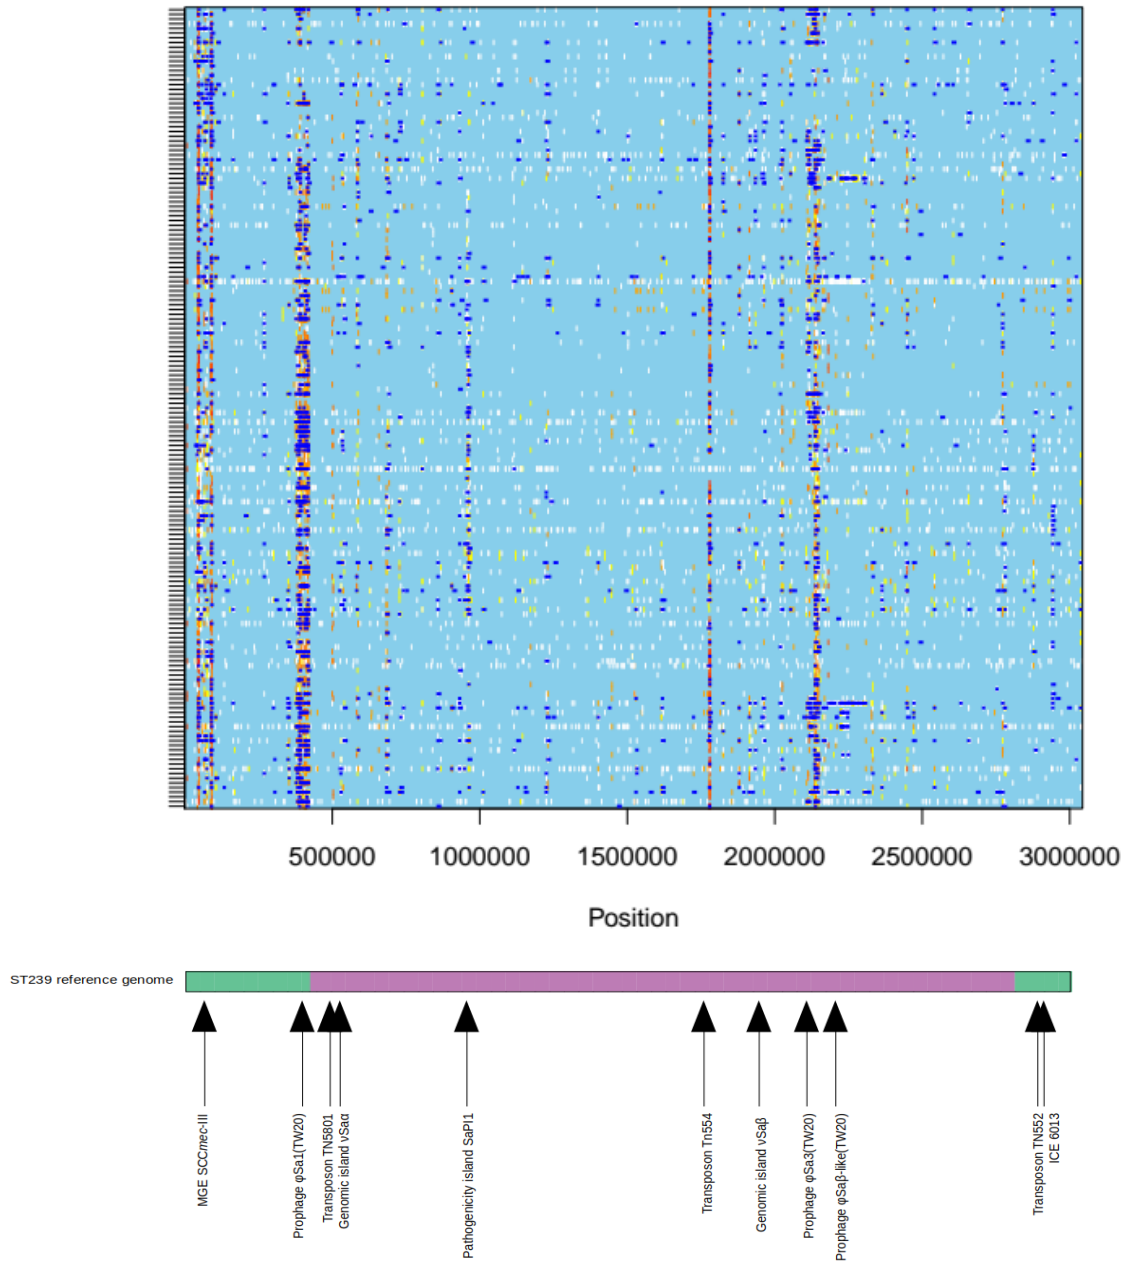 500000 1000000 1500000 2000000 2500000 3000000
Position
ST239 reference genome
MGE SCCmec-III
Prophage φSa1(TW20)
Transposon TN5801
Genomic island vSaα
Pathogenicity island SaPI1
Transposon Tn554
Genomic island vSaβ
Prophage φSa3(TW20)
Prophage φSaβ-like(TW20)
Transposon TN552
ICE 6013